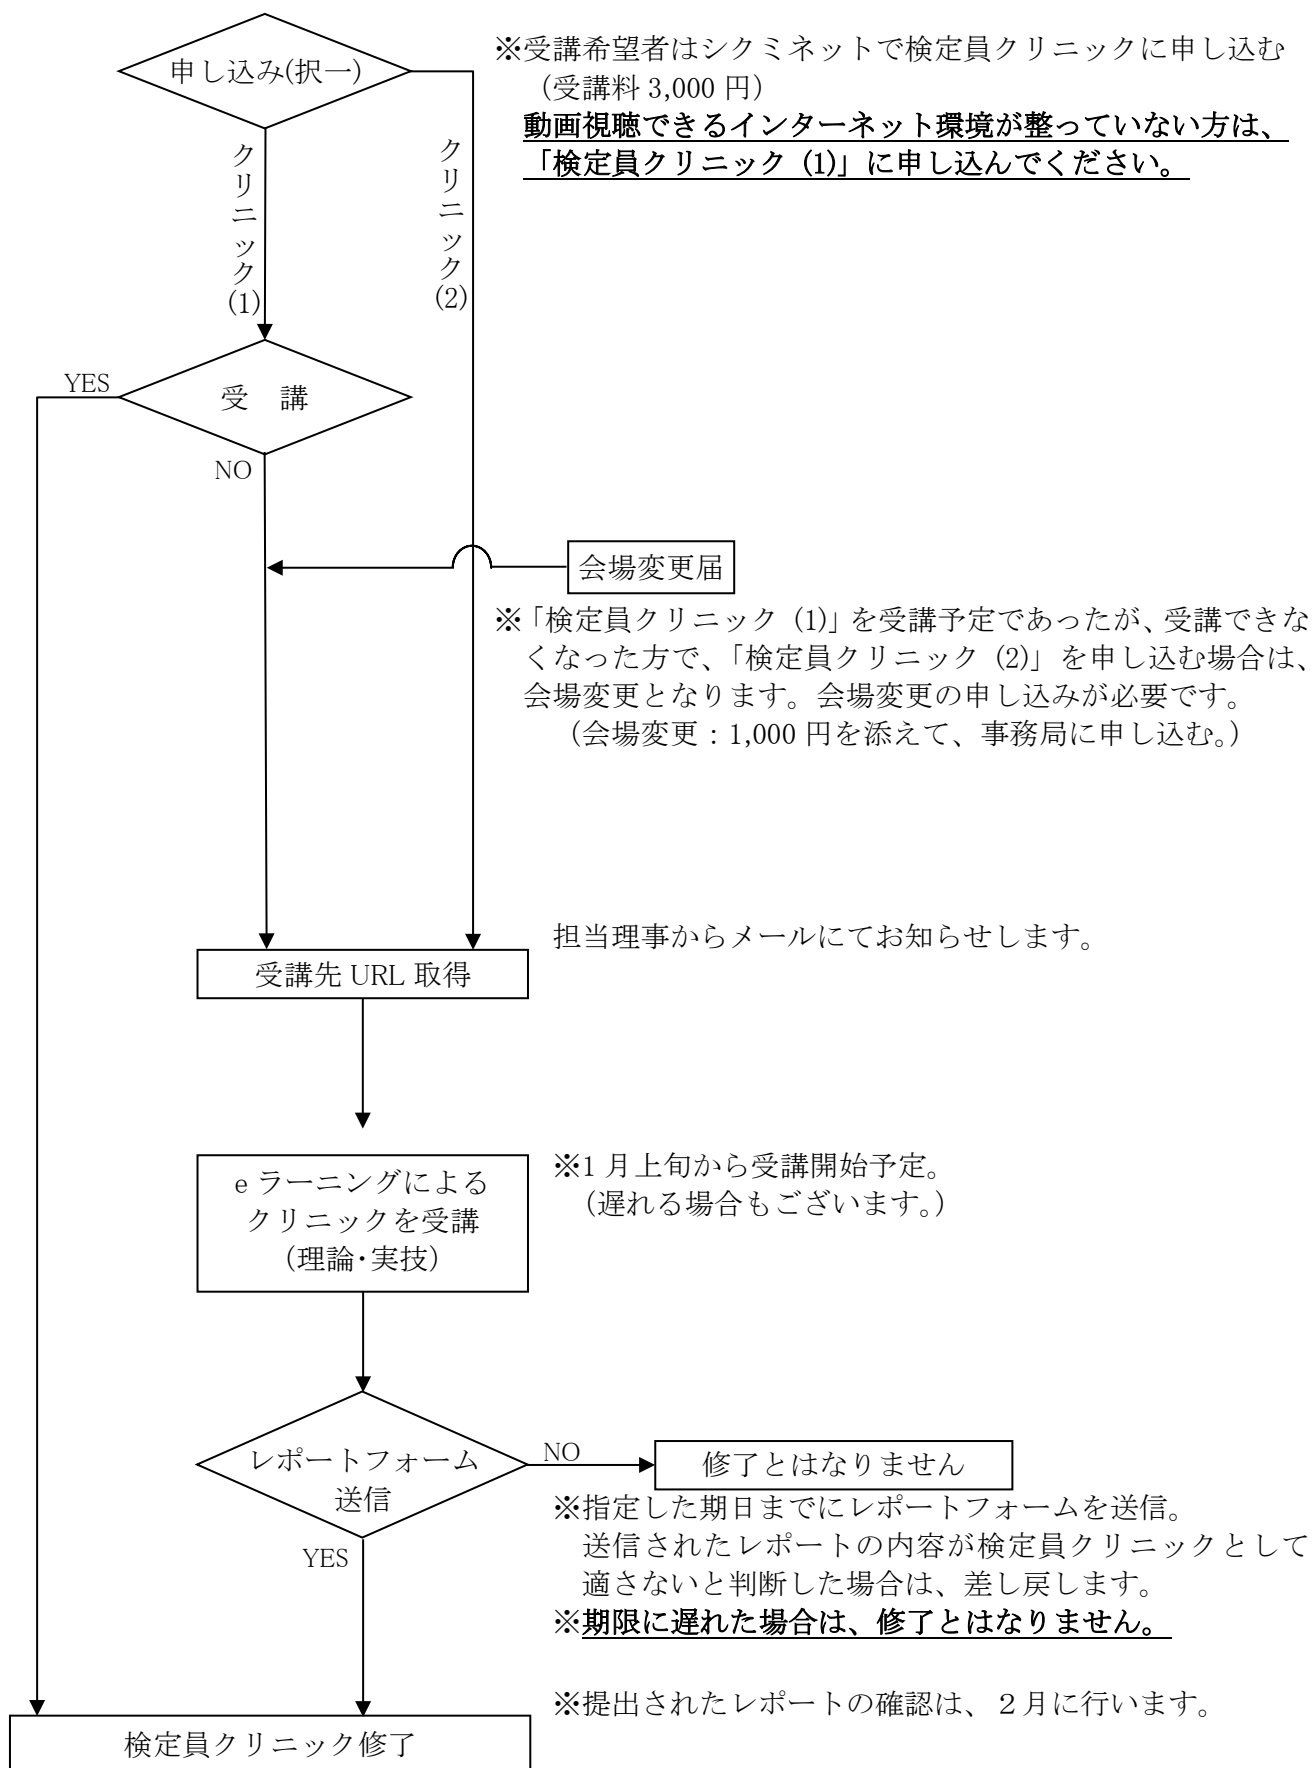 申し込み(択一)
※受講希望者はシクミネットで検定員クリニックに申し込む
（受講料 3,000 円）
動画視聴できるインターネット環境が整っていない方は、
「検定員クリニック (1)」に申し込んでください。
クリニック(1)
クリニック(2)
YES
受　講
NO
会場変更届
※「検定員クリニック (1)」を受講予定であったが、受講できな
くなった方で、「検定員クリニック (2)」を申し込む場合は、
会場変更となります。会場変更の申し込みが必要です。
（会場変更：1,000 円を添えて、事務局に申し込む。）
担当理事からメールにてお知らせします。
受講先 URL 取得
e ラーニングによる
クリニックを受講
（理論・実技）
※1 月上旬から受講開始予定。
（遅れる場合もございます。）
レポートフォーム
送信
NO
修了とはなりません
※指定した期日までにレポートフォームを送信。
送信されたレポートの内容が検定員クリニックとして
適さないと判断した場合は、差し戻します。
YES
※期限に遅れた場合は、修了とはなりません。
※提出されたレポートの確認は、２月に行います。
検定員クリニック修了